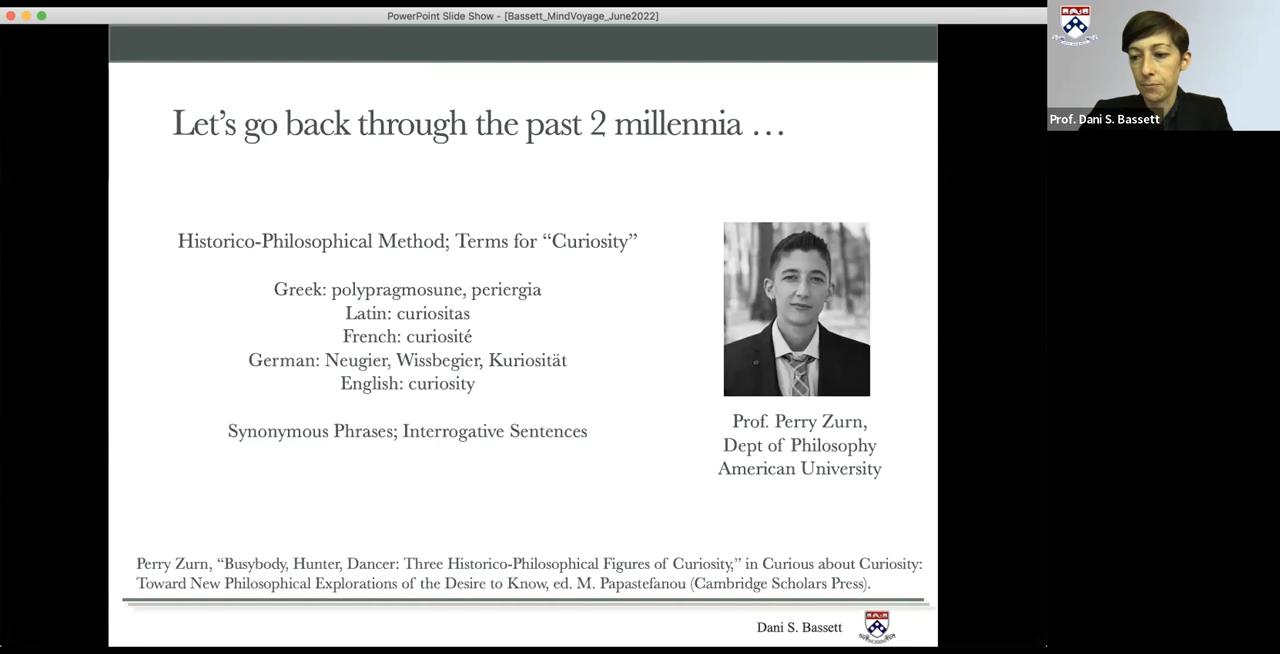 PowerPoint Slide Show - [Bassett_MindVoyage_June2022]
Prof. Dani S. Bassett
Let's go back through the past 2 millennia …
Historico-Philosophical Method; Terms for “Curiosity”
Greek: polypragmosune, periergia
Latin: curiositas
French: curiosité
German: Neugier, Wissbegier, Kuriosität
English: curiosity
Synonymous Phrases; Interrogative Sentences
Prof. Perry Zurn,
Dept of Philosophy
American University
Perry Zurn, “Busybody, Hunter, Dancer: Three Historico-Philosophical Figures of Curiosity,” in Curious about Curiosity:
Toward New Philosophical Explorations of the Desire to Know, ed. M. Papastefanou (Cambridge Scholars Press).
Dani S. Bassett